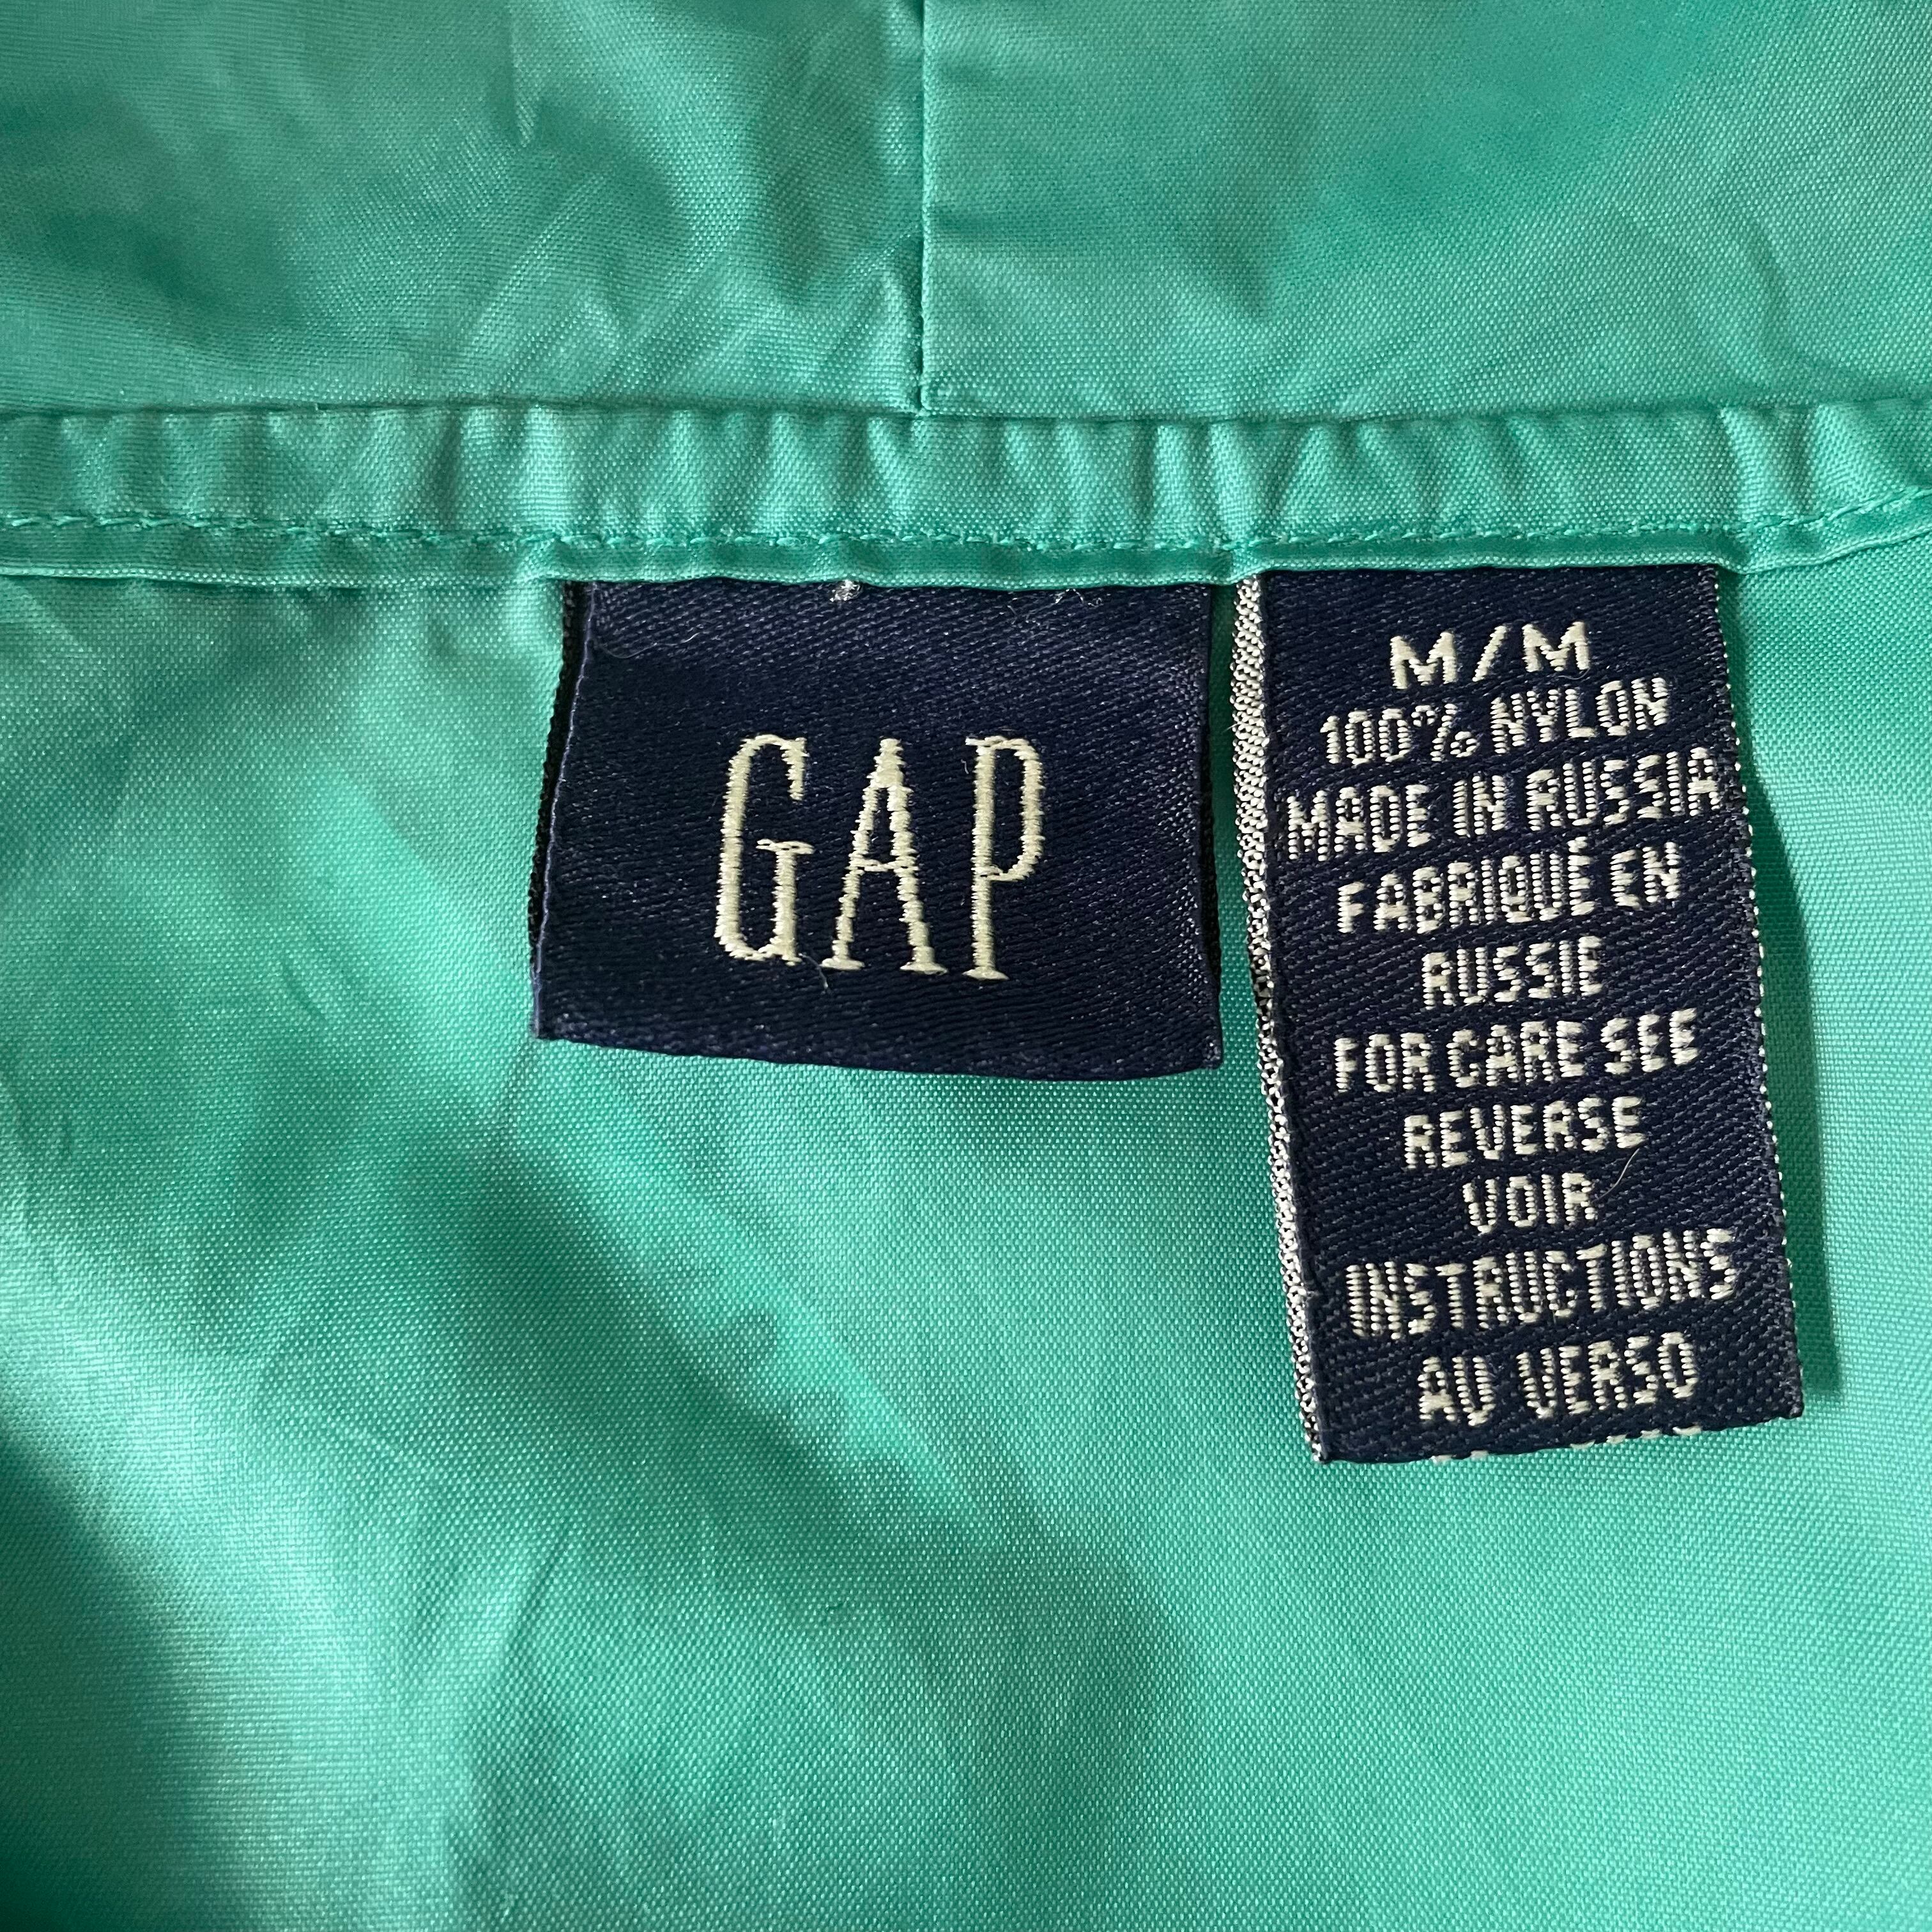 GAP
M/M
100% NYLON
MADE IN RUSSIA
FABRIQUÉ EN
RUSSIE
FOR CARE SEE
REVERSE
VOIR
INSTRUCTIONS
AU VERSO